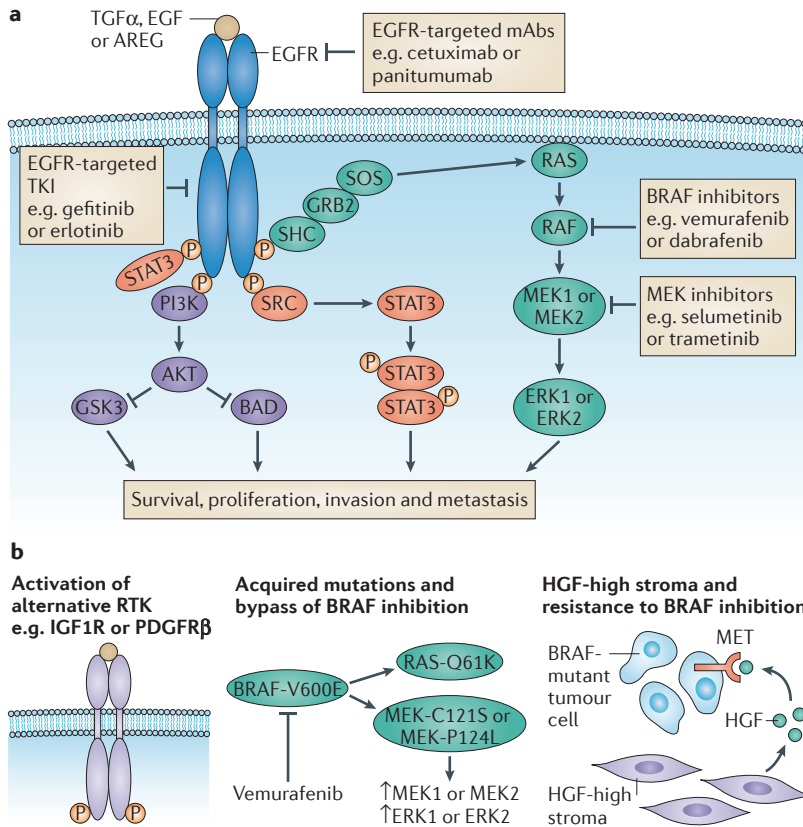 a
TGFα, EGF
or AREG
EGFR
EGFR-targeted mAbs
e.g. cetuximab or
panitumumab
EGFR-targeted
TKI
e.g. gefitinib
or erlotinib
SOS
GRB2
SHC
P
P
P
P
STAT3
PI3K
SRC
STAT3
AKT
GSK3
BAD
P
STAT3
STAT3
P
RAS
RAF
MEK1 or
MEK2
ERK1 or
ERK2
BRAF inhibitors
e.g. vemurafenib
or dabrafenib
MEK inhibitors
e.g. selumetinib
or trametinib
Survival, proliferation, invasion and metastasis
b
Activation of
alternative RTK
e.g. IGF1R or PDGFRβ
P
P
Acquired mutations and
bypass of BRAF inhibition
BRAF-V600E
RAS-Q61K
MEK-C121S or
MEK-P124L
Vemurafenib
↑MEK1 or MEK2
↑ERK1 or ERK2
HGF-high stroma and
resistance to BRAF inhibition
BRAF-
mutant
tumour
cell
MET
HGF
HGF-high
stroma